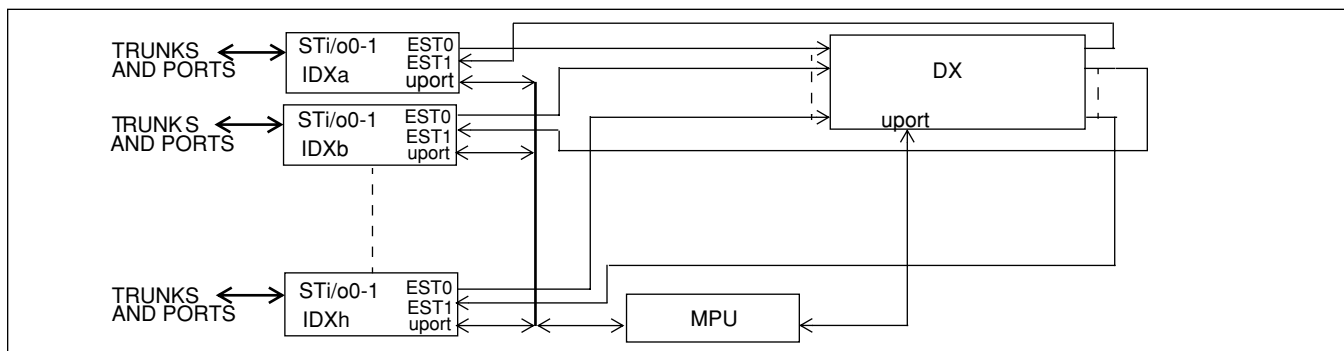 TRUNKS
AND PORTS
STi/o0-1
IDXa
EST0
EST1
uport
DX
uport
TRUNKS
AND PORTS
STi/o0-1
IDXb
EST0
EST1
uport
TRUNKS
AND PORTS
STi/o0-1
IDXh
EST0
EST1
uport
MPU